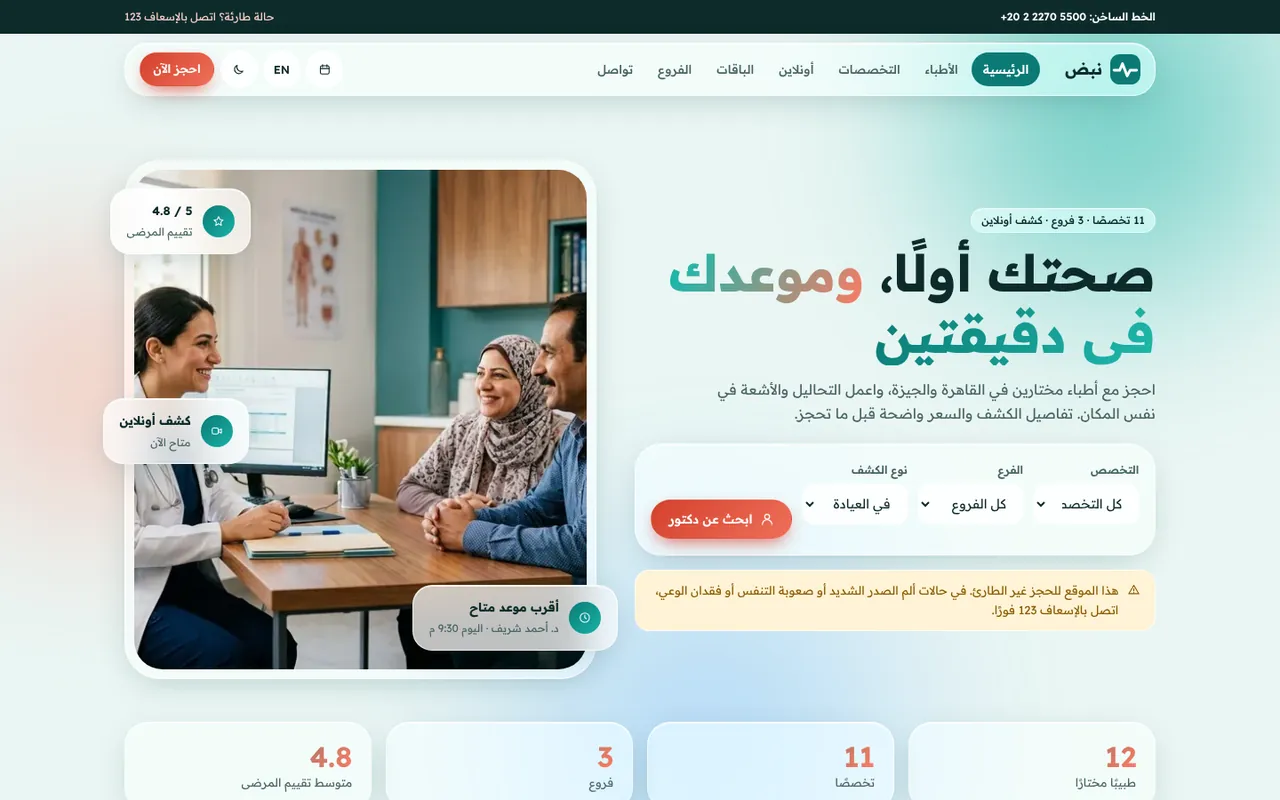 الخط الساخن: 5500 2270 2 20+
حالة طارئة؟ اتصل بالإسعاف 123
نبض
الرئيسية
الأطباء
التخصصات
أونلاين
الباقات
الفروع
تواصل
EN
احجز الآن
11 تخصصًا · 3 فروع · كشف أونلاين
صحتك أولًا، وموعدك
في دقيقتين
احجز مع أطباء مختارين في القاهرة والجيزة، واعمل التحاليل والأشعة في
نفس المكان. تفاصيل الكشف والسعر واضحة قبل ما تحجز.
التخصص
الفرع
نوع الكشف
كل التخصص
كل الفروع
في العيادة
ابحث عن دكتور
هذا الموقع للحجز غير الطارئ. في حالات ألم الصدر الشديد أو صعوبة التنفس أو فقدان الوعي،
اتصل بالإسعاف 123 فورًا.
4.8 / 5
تقييم المرضى
كشف أونلاين
متاح الآن
أقرب موعد متاح
د. أحمد شريف · اليوم 9:30 م
12
طبيبًا مختارًا
11
تخصصًا
3
فروع
4.8
متوسط تقييم المرضى